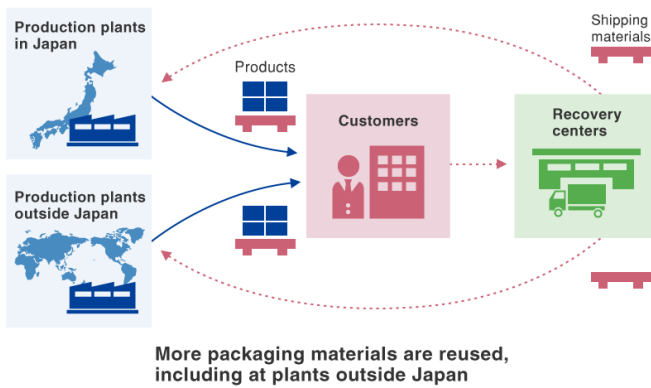 Production plants
in Japan
Products
Shipping
materials
Customers
Recovery
centers
Production plants
outside Japan
More packaging materials are reused,
including at plants outside Japan